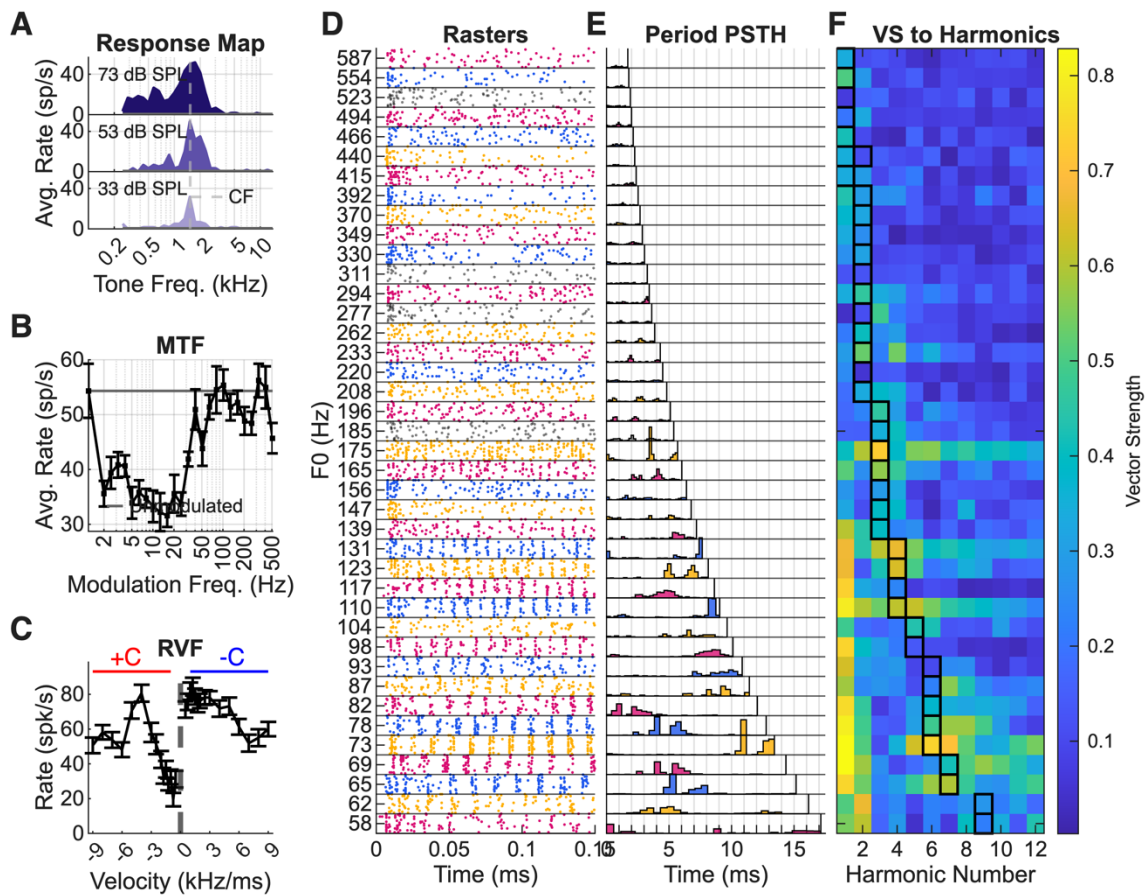 A
Response Map
73 dB SPL
53 dB SPL
33 dB SPL
CF
40
0
40
0
40
0
Avg. Rate (sp/s)
0.2 0.5 1 2 5 10
Tone Freq. (kHz)
B
MTF
60
50
40
30
Avg. Rate (sp/s)
modulated
2 5 10 20 50 100 200 500
Modulation Freq. (Hz)
C
RVF
+C
-C
80
60
40
20
0
Rate (spk/s)
-9 -6 -3 0 3 6 9
Velocity (kHz/ms)
D
Rasters
F0 (Hz)
587
554
523
494
466
440
415
392
370
349
330
311
294
277
262
233
220
208
196
185
175
165
156
147
139
131
123
117
110
104
98
93
87
82
78
73
69
65
62
58
0 0.05 0.1 0.15
Time (ms)
E
Period PSTH
0 5 10 15
Time (ms)
F
VS to Harmonics
2 4 6 8 10 12
Harmonic Number
0.8
0.7
0.6
0.5
0.4
0.3
0.2
0.1
Vector Strength